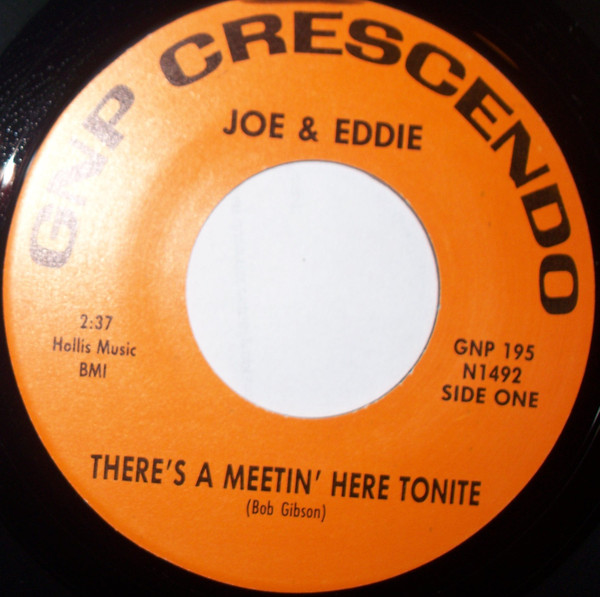 GNP CRESCENDO
JOE & EDDIE
2:37
Hollis Music
BMI
GNP 195
N1492
SIDE ONE
THERE'S A MEETIN' HERE TONITE
(Bob Gibson)